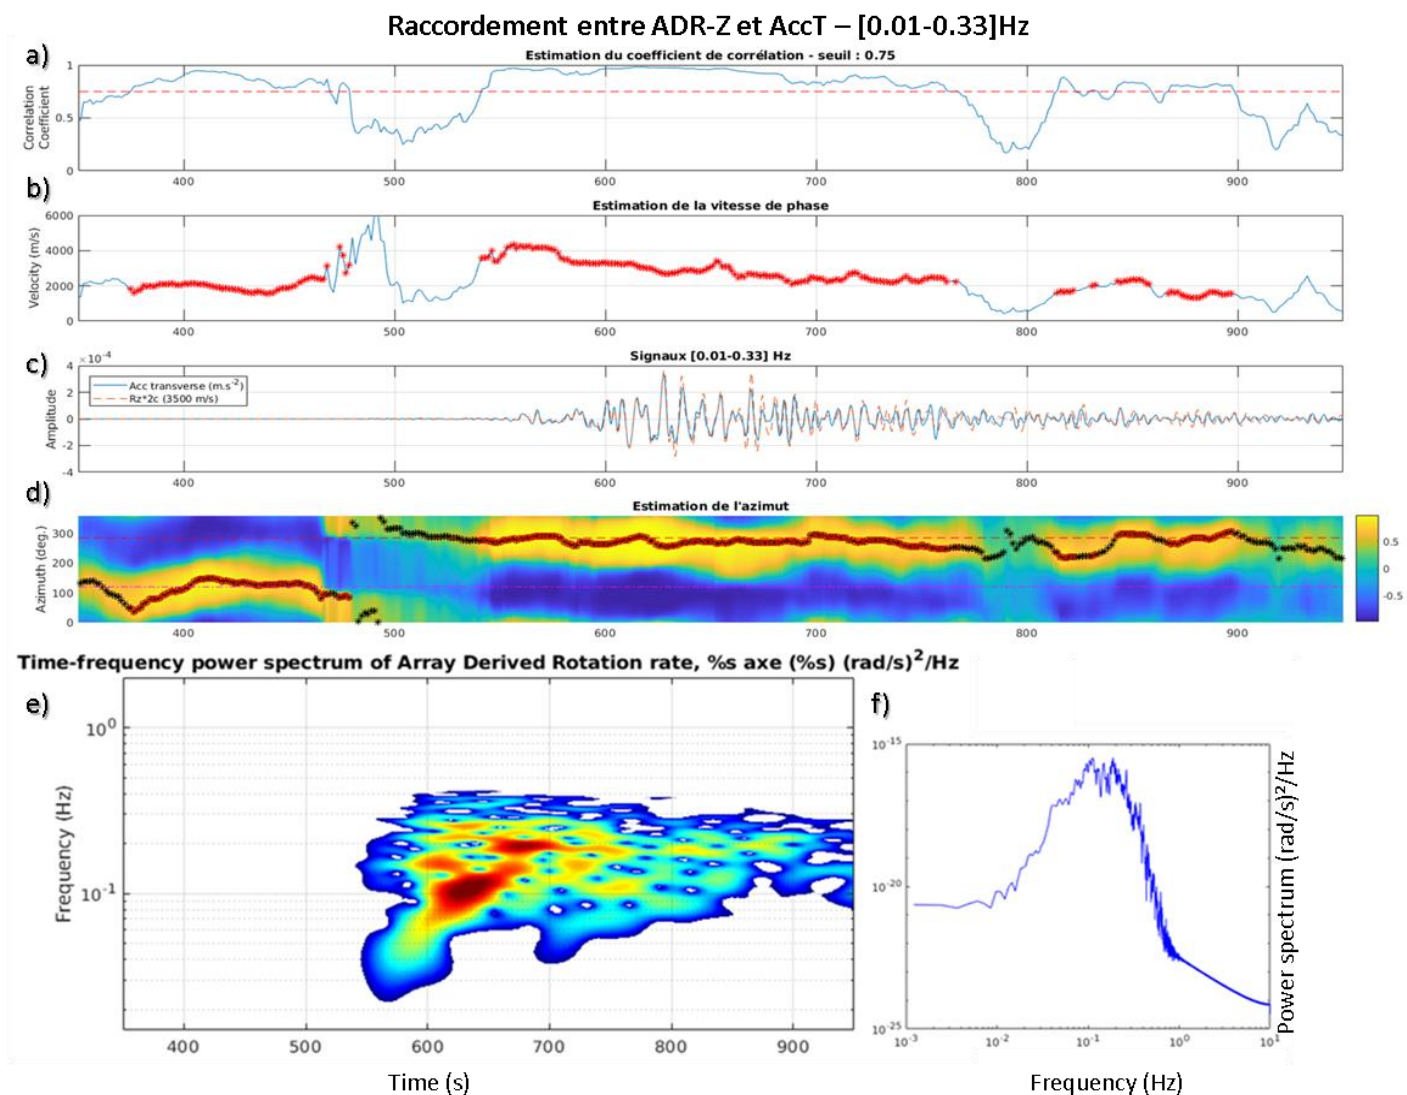 Raccordement entre ADR-Z et AccT – [0.01-0.33]Hz
a)
Estimation du coefficient de corrélation - seuil : 0.75
Correlation
Coefficient
1
0.5
0
400 500 600 700 800 900
b)
Estimation de la vitesse de phase
Velocity (m/s)
6000
4000
2000
0
400 500 600 700 800 900
c)
Signaux [0.01-0.33] Hz
×10⁻⁴
Amplitude
4
2
0
-2
-4
Acc transverse (m.s⁻²)
Rz*2c (3500 m/s)
400 500 600 700 800 900
d)
Estimation de l'azimut
Azimuth (deg.)
300
200
100
0
400 500 600 700 800 900
0.5
0
-0.5
Time-frequency power spectrum of Array Derived Rotation rate, %s axe (%s) (rad/s)²/Hz
e)
Frequency (Hz)
10⁰
10⁻¹
400 500 600 700 800 900
Time (s)
f)
10⁻¹⁵
10⁻²⁰
10⁻²⁵
10⁻³ 10⁻² 10⁻¹ 10⁰ 10¹
Power spectrum (rad/s)²²/Hz
Frequency (Hz)